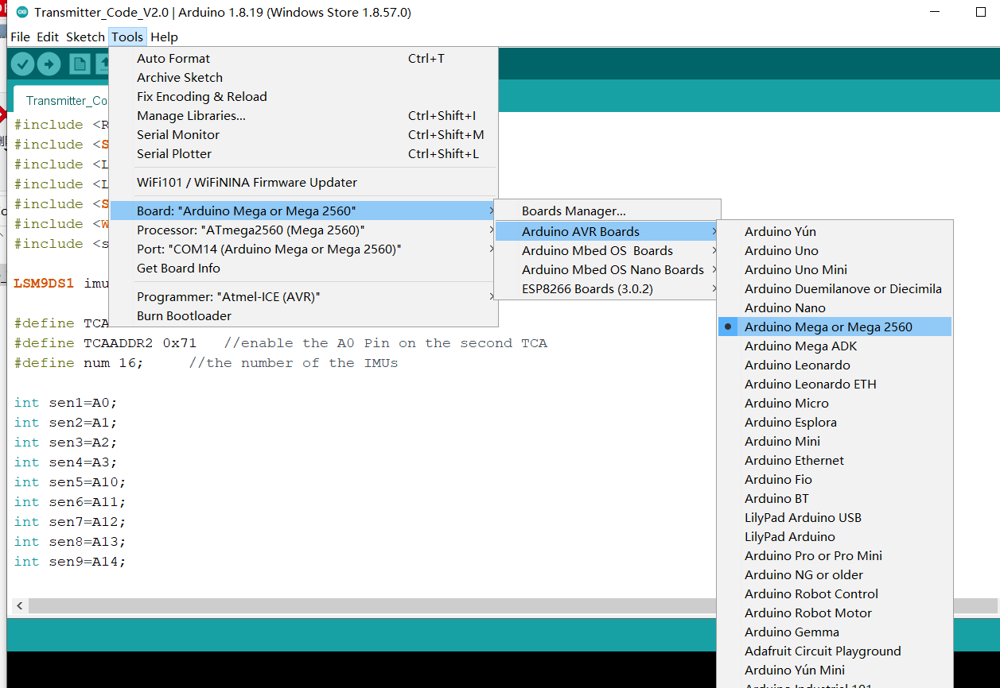 Transmitter_Code_V2.0 | Arduino 1.8.19 (Windows Store 1.8.57.0)
File Edit Sketch Tools Help
Auto Format Ctrl+T
Archive Sketch
Fix Encoding & Reload
Manage Libraries... Ctrl+Shift+I
Serial Monitor Ctrl+Shift+M
Serial Plotter Ctrl+Shift+L
WiFi101 / WiFiNINA Firmware Updater
Board: "Arduino Mega or Mega 2560"
Processor: "ATmega2560 (Mega 2560)"
Port: "COM14 (Arduino Mega or Mega 2560)"
Get Board Info
Programmer: "Atmel-ICE (AVR)"
Burn Bootloader
Boards Manager...
Arduino AVR Boards
Arduino Mbed OS Boards
Arduino Mbed OS Nano Boards
ESP8266 Boards (3.0.2)
Arduino Yún
Arduino Uno
Arduino Uno Mini
Arduino Duemilanove or Diecimila
Arduino Nano
Arduino Mega or Mega 2560
Arduino Mega ADK
Arduino Leonardo
Arduino Leonardo ETH
Arduino Micro
Arduino Esplora
Arduino Mini
Arduino Ethernet
Arduino Fio
Arduino BT
LilyPad Arduino USB
LilyPad Arduino
Arduino Pro or Pro Mini
Arduino NG or older
Arduino Robot Control
Arduino Robot Motor
Arduino Gemma
Adafruit Circuit Playground
Arduino Yún Mini
Arduino Industrial 101
Transmitter_Co
#include <R
#include <S
#include <L
#include <L
#include <S
#include <W
#include <s
LSM9DS1 imu
#define TCA
#define TCAADDR2 0x71 //enable the A0 Pin on the second TCA
#define num 16; //the number of the IMUs
int sen1=A0;
int sen2=A1;
int sen3=A2;
int sen4=A3;
int sen5=A10;
int sen6=A11;
int sen7=A12;
int sen8=A13;
int sen9=A14;